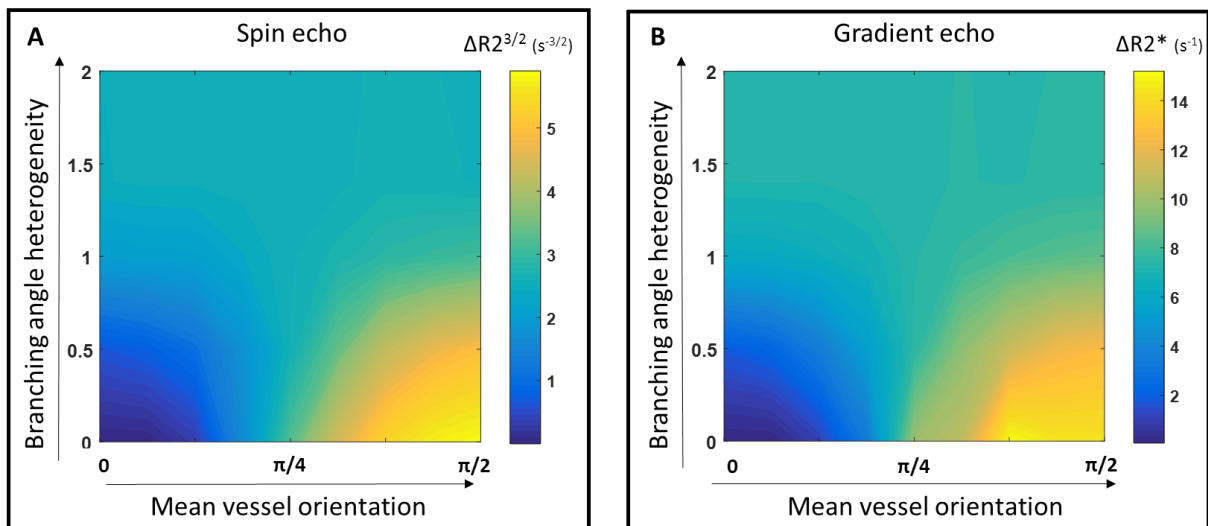 A
Spin echo
ΔR2^3/2 (s^-3/2)
Branching angle heterogeneity
2
1.5
1
0.5
0
0
π/4
π/2
Mean vessel orientation
5
4
3
2
1
B
Gradient echo
ΔR2* (s^-1)
Branching angle heterogeneity
2
1.5
1
0.5
0
0
π/4
π/2
Mean vessel orientation
14
12
10
8
6
4
2